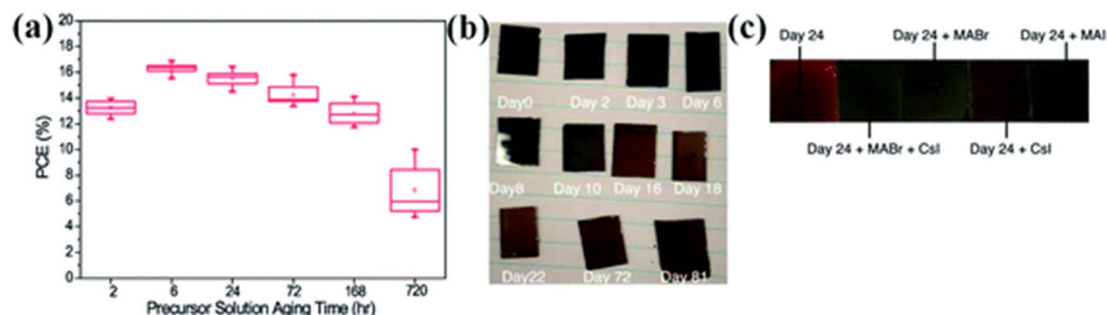 (a)
20
18
16
14
12
10
8
6
4
2
0
PCE (%)
2 6 24 72 168 720
Precursor Solution Aging Time (hr)
(b)
Day0 Day 2 Day 3 Day 6
Day8 Day 10 Day 16 Day 18
Day22 Day 72 Day 81
(c)
Day 24 Day 24 + MABr Day 24 + MAI
Day 24 + MABr + CsI Day 24 + CsI